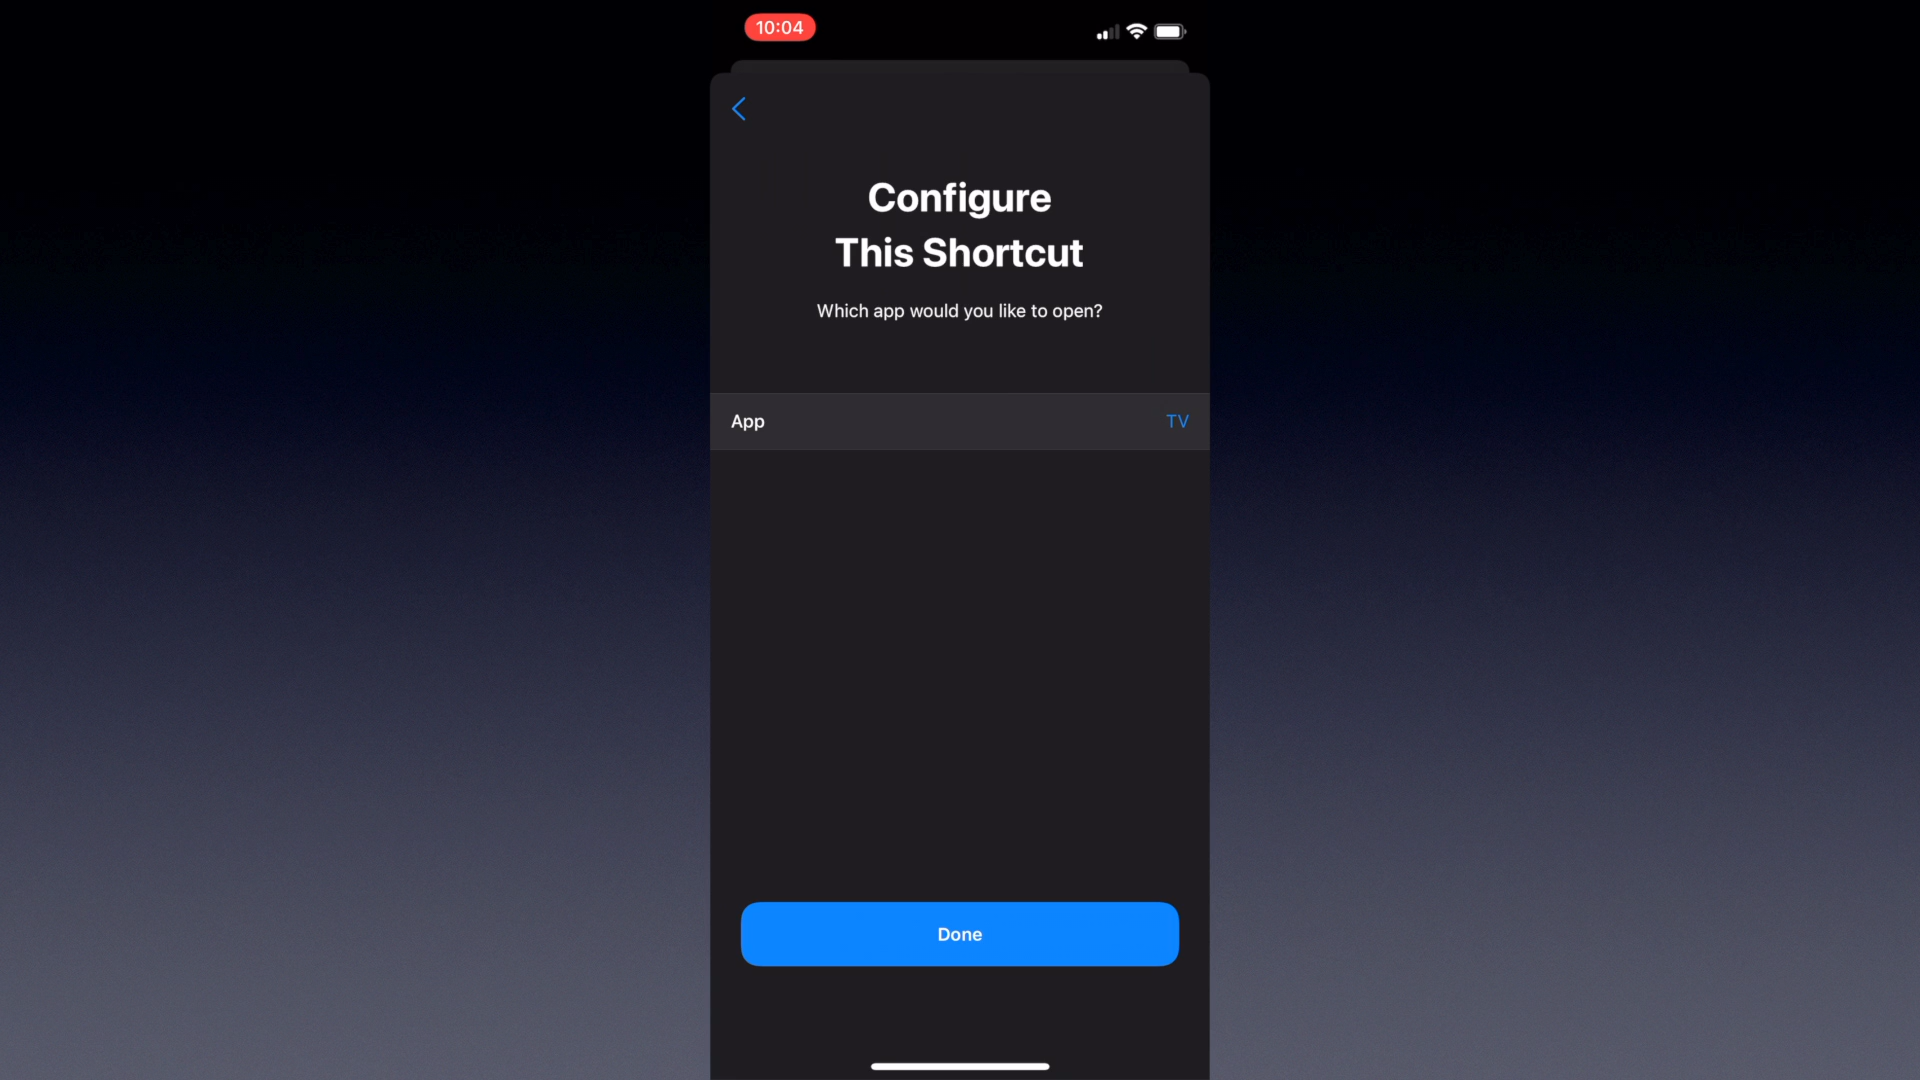 10:04
Configure
This Shortcut
Which app would you like to open?
App TV
Done